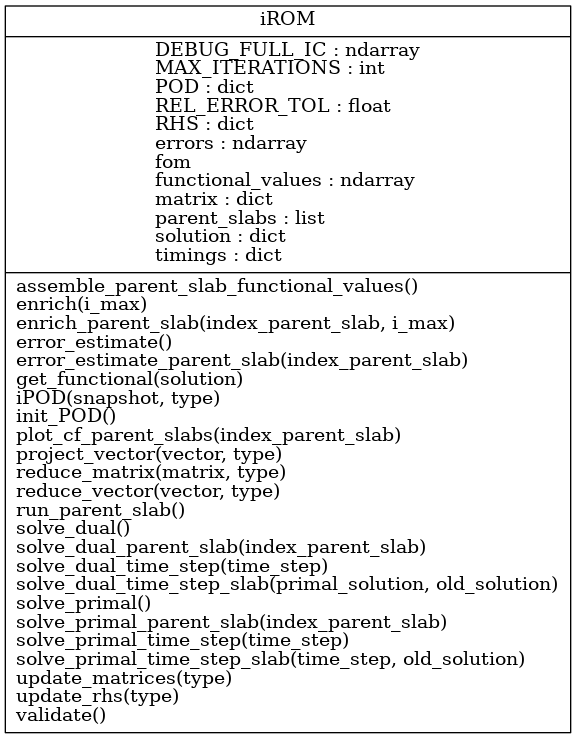 iROM
DEBUG_FULL_IC : ndarray
MAX_ITERATIONS : int
POD : dict
REL_ERROR_TOL : float
RHS : dict
errors : ndarray
fom
functional_values : ndarray
matrix : dict
parent_slabs : list
solution : dict
timings : dict
assemble_parent_slab_functional_values()
enrich(i_max)
enrich_parent_slab(index_parent_slab, i_max)
error_estimate()
error_estimate_parent_slab(index_parent_slab)
get_functional(solution)
iPOD(snapshot, type)
init_POD()
plot_cf_parent_slabs(index_parent_slab)
project_vector(vector, type)
reduce_matrix(matrix, type)
reduce_vector(vector, type)
run_parent_slab()
solve_dual()
solve_dual_parent_slab(index_parent_slab)
solve_dual_time_step(time_step)
solve_dual_time_step_slab(primal_solution, old_solution)
solve_primal()
solve_primal_parent_slab(index_parent_slab)
solve_primal_time_step(time_step)
solve_primal_time_step_slab(time_step, old_solution)
update_matrices(type)
update_rhs(type)
validate()